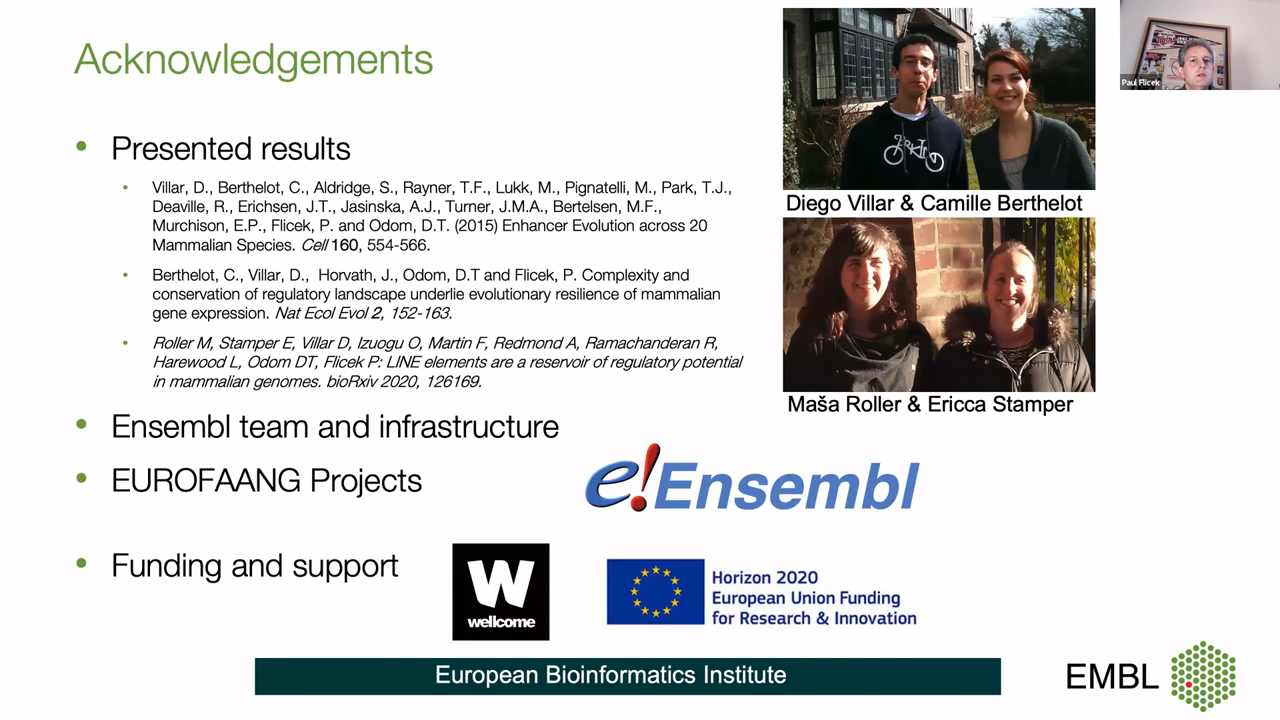 Acknowledgements
• Presented results
• Villar, D., Berthelot, C., Aldridge, S., Rayner, T.F., Lukk, M., Pignatelli, M., Park, T.J.,
Deaville, R., Erichsen, J.T., Jasinska, A.J., Turner, J.M.A., Bertelsen, M.F.,
Murchison, E.P., Flicek, P. and Odom, D.T. (2015) Enhancer Evolution across 20
Mammalian Species. Cell 160, 554-566.
• Berthelot, C., Villar, D., Horvath, J., Odom, D.T and Flicek, P. Complexity and
conservation of regulatory landscape underlie evolutionary resilience of mammalian
gene expression. Nat Ecol Evol 2, 152-163.
• Roller M, Stamper E, Villar D, Izuogu O, Martin F, Redmond A, Ramachanderan R,
Harewood L, Odom DT, Flicek P: LINE elements are a reservoir of regulatory potential
in mammalian genomes. bioRxiv 2020, 126169.
• Ensembl team and infrastructure
• EUROFAANG Projects
• Funding and support
Diego Villar & Camille Berthelot
Maša Roller & Ericca Stamper
Paul Flicek
e!Ensembl
W
wellcome
Horizon 2020
European Union Funding
for Research & Innovation
European Bioinformatics Institute
EMBL